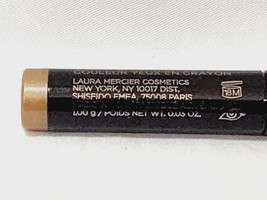 COULEUR YEUX EN CRAYON
LAURA MERCIER COSMETICS
NEW YORK, NY 10017 DIST.
SHISEIDO EMEA, 75008 PARIS
1.00 g / POIDS NET WT. 0.03 OZ.
18M